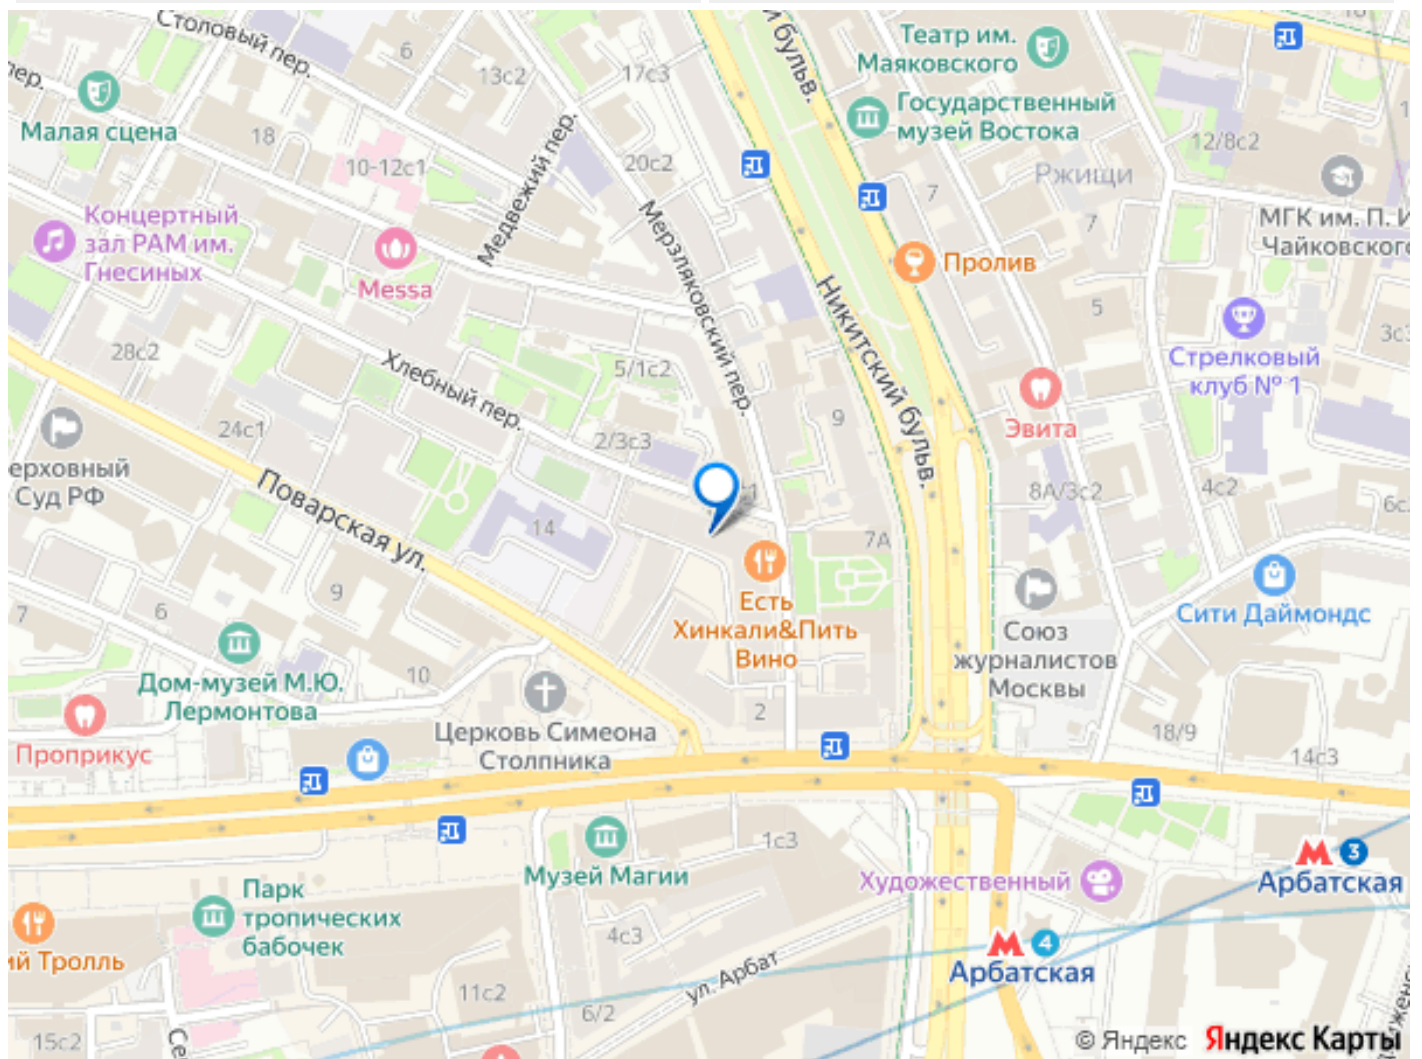 Столовый пер.
6
13с2
17с3
й бульв.
Театр им.
Маяковского
Государственный
музей Востока
пер.
Малая сцена
18
10-12с1
Медвежий пер.
20с2
Мерзляковский пер.
7
Ржищи
7
12/8с2
МГК им. П. И
Чайковского
Концертный
зал РАМ им.
Гнесиных
Messa
Пролив
Никитский бульв.
5
3с3
Стрелковый
клуб № 1
28с2
Хлебный пер.
5/1с2
9
Эвита
24с1
2/3с3
ерховный
Суд РФ
Поварская ул.
14
7А
8А/3с2
4с2
6с
Есть
Хинкали&Пить
Вино
Сити Даймондс
Союз
журналистов
Москвы
7
6
9
10
Дом-музей М.Ю.
Лермонтова
Проприкус
Церковь Симеона
Столпника
2
18/9
14с3
Музей Магии
1с3
Художественный
3
Арбатская
4
Арбатская
Парк
тропических
бабочек
ий Тролль
4с3
ул. Арбат
11с2
6/2
15с2
Се
© Яндекс Яндекс Карты